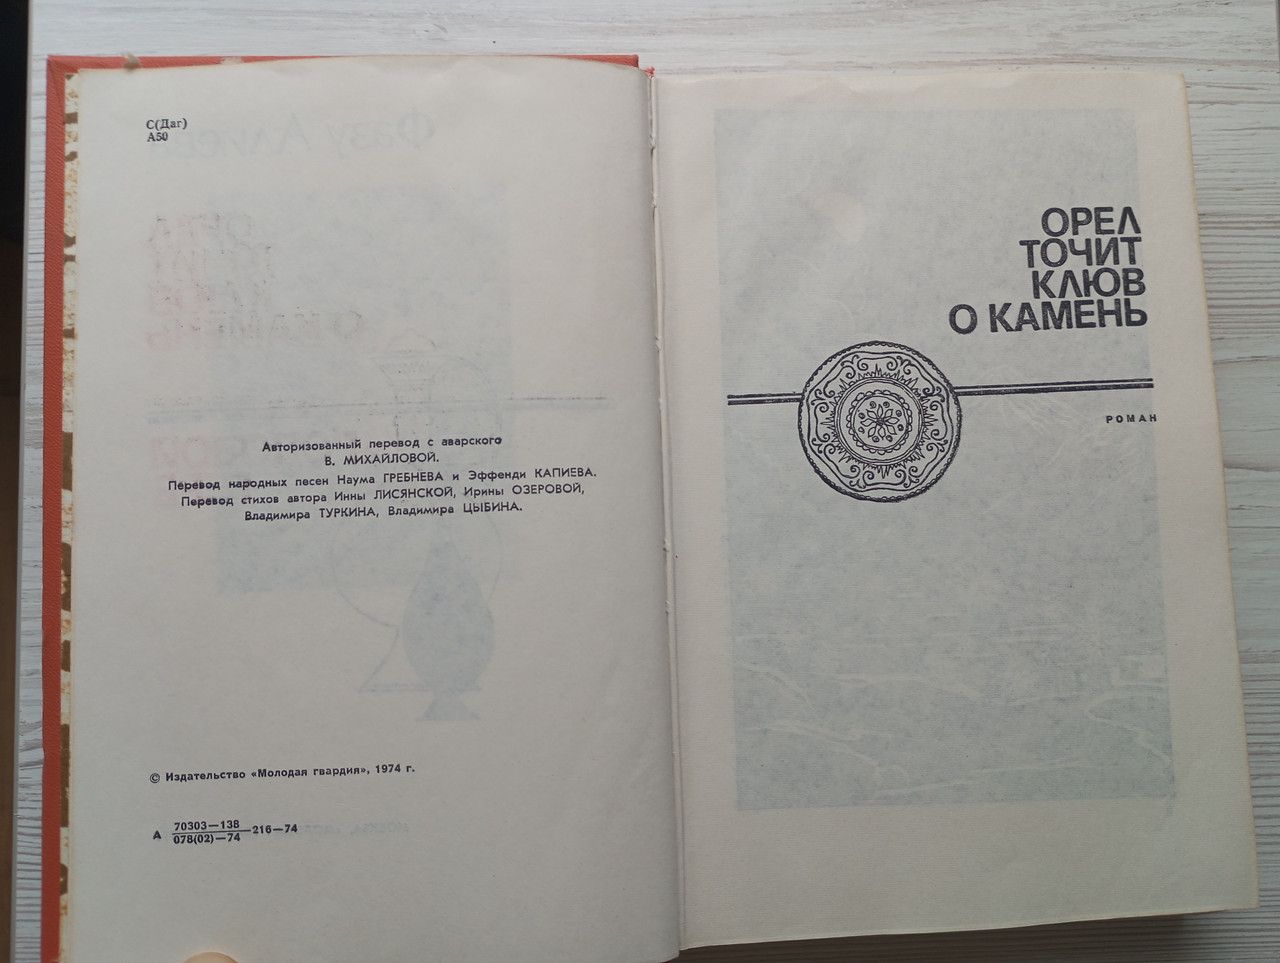 С(Даг)
А50
Авторизованный перевод с аварского
В. МИХАЙЛОВОЙ.
Перевод народных песен Наума ГРЕБНЕВА и Эффенди КАПИЕВА.
Перевод стихов автора Инны ЛИСЯНСКОЙ, Ирины ОЗЕРОВОЙ,
Владимира ТУРКИНА, Владимира ЦЫБИНА.
© Издательство «Молодая гвардия», 1974 г.
А 70303—138
078(02)—74 —216—74
ОРЕЛ
ТОЧИТ
КЛЮВ
О КАМЕНЬ
РОМАН